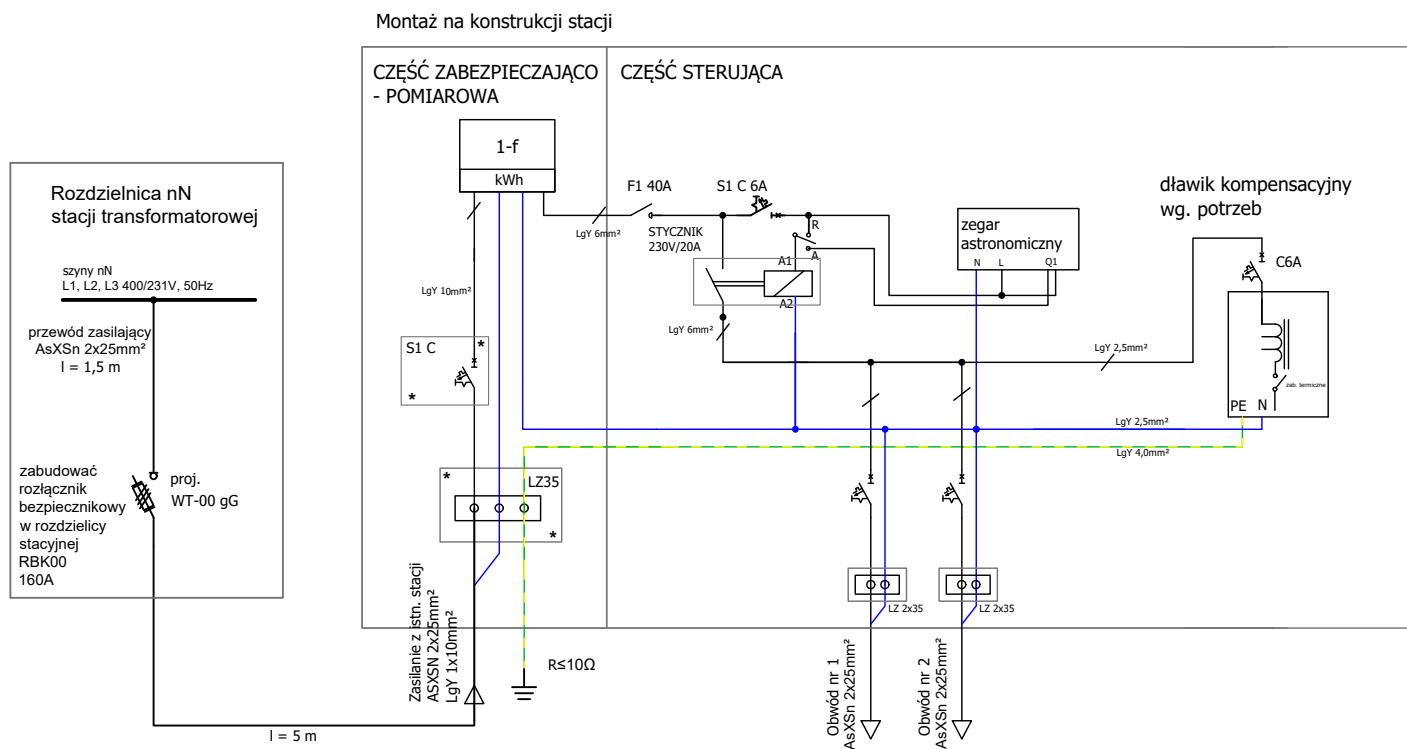 Montaż na konstrukcji stacji
Rozdzielnica nN
stacji transformatorowej
szyny nN
L1, L2, L3 400/231V, 50Hz
przewód zasilający
AsXSn 2x25mm²
l = 1,5 m
zabudować
rozłącznik
bezpiecznikowy
w rozdzielicy
stacyjnej
RBK00
160A
proj.
WT-00 gG
l = 5 m
CZĘŚĆ ZABEZPIECZAJĄCO
- POMIAROWA
1-f
kWh
LgY 10mm²
S1 C
*
*
*
LZ35
*
Zasilanie z istn. stacji
ASXSN 2x25mm²
LgY 1x10mm²
R≤10Ω
CZĘŚĆ STERUJĄCA
LgY 6mm²
F1 40A
STYCZNIK
230V/20A
S1 C 6A
R
A
A1
A2
LgY 6mm²
zegar
astronomiczny
N L Q1
dławik kompensacyjny
wg. potrzeb
C6A
zab. termiczne
PE N
LgY 2,5mm²
LgY 2,5mm²
LgY 4,0mm²
LZ 2x35
LZ 2x35
Obwód nr 1
AsXSn 2x25mm²
Obwód nr 2
AsXSn 2x25mm²